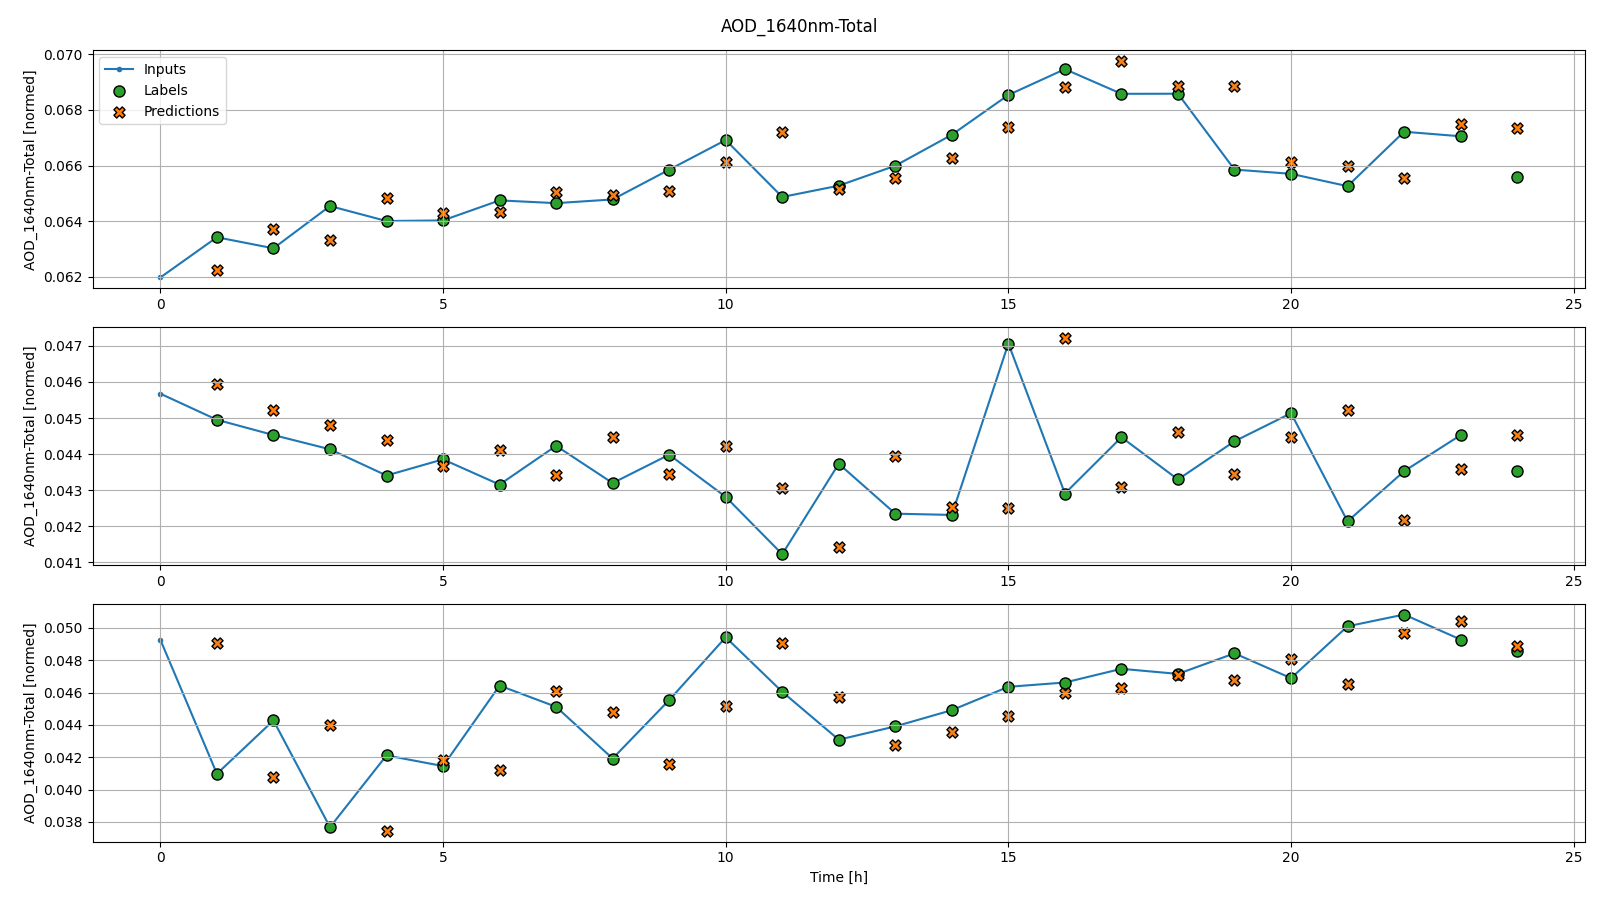 AOD_1640nm-Total
AOD_1640nm-Total [normed]
0.070
0.068
0.066
0.064
0.062
Inputs
Labels
Predictions
0 5 10 15 20 25
AOD_1640nm-Total [normed]
0.047
0.046
0.045
0.044
0.043
0.042
0.041
0 5 10 15 20 25
AOD_1640nm-Total [normed]
0.050
0.048
0.046
0.044
0.042
0.040
0.038
0 5 10 15 20 25
Time [h]